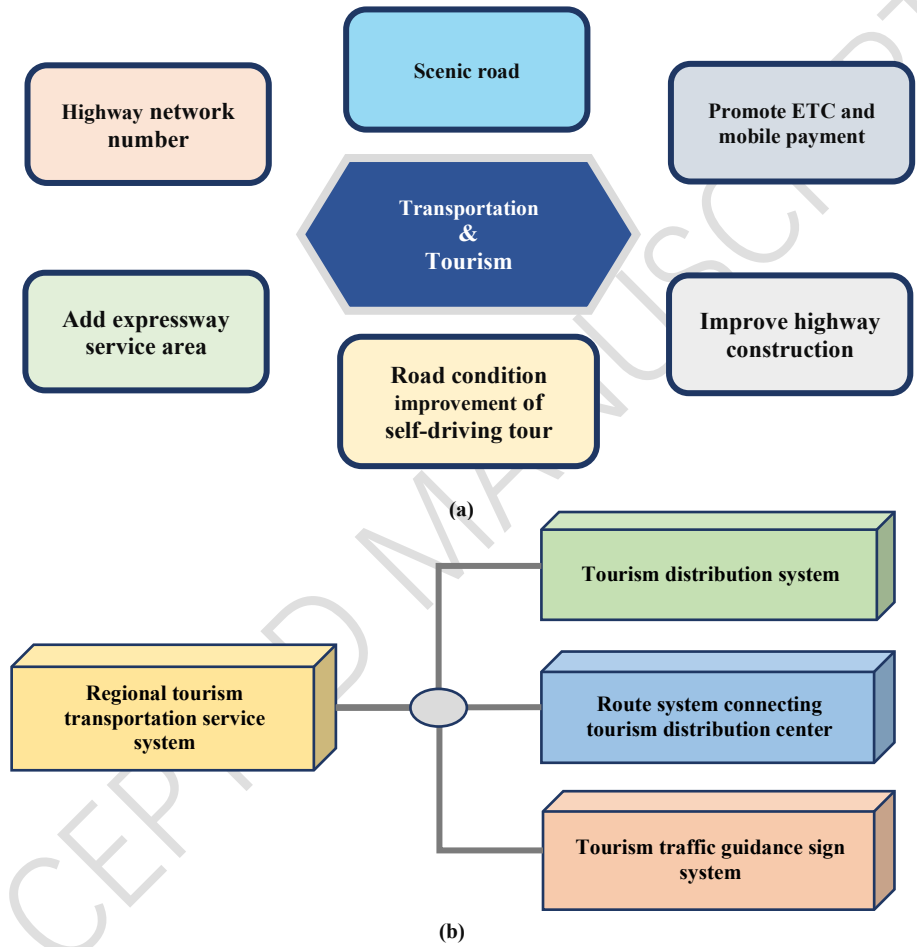 Scenic road
Highway network
number
Promote ETC and
mobile payment
Transportation
&
Tourism
Add expressway
service area
Improve highway
construction
Road condition
improvement of
self-driving tour
(a)
Tourism distribution system
Regional tourism
transportation service
system
Route system connecting
tourism distribution center
Tourism traffic guidance sign
system
(b)
CEPTED MANUSCRIPT